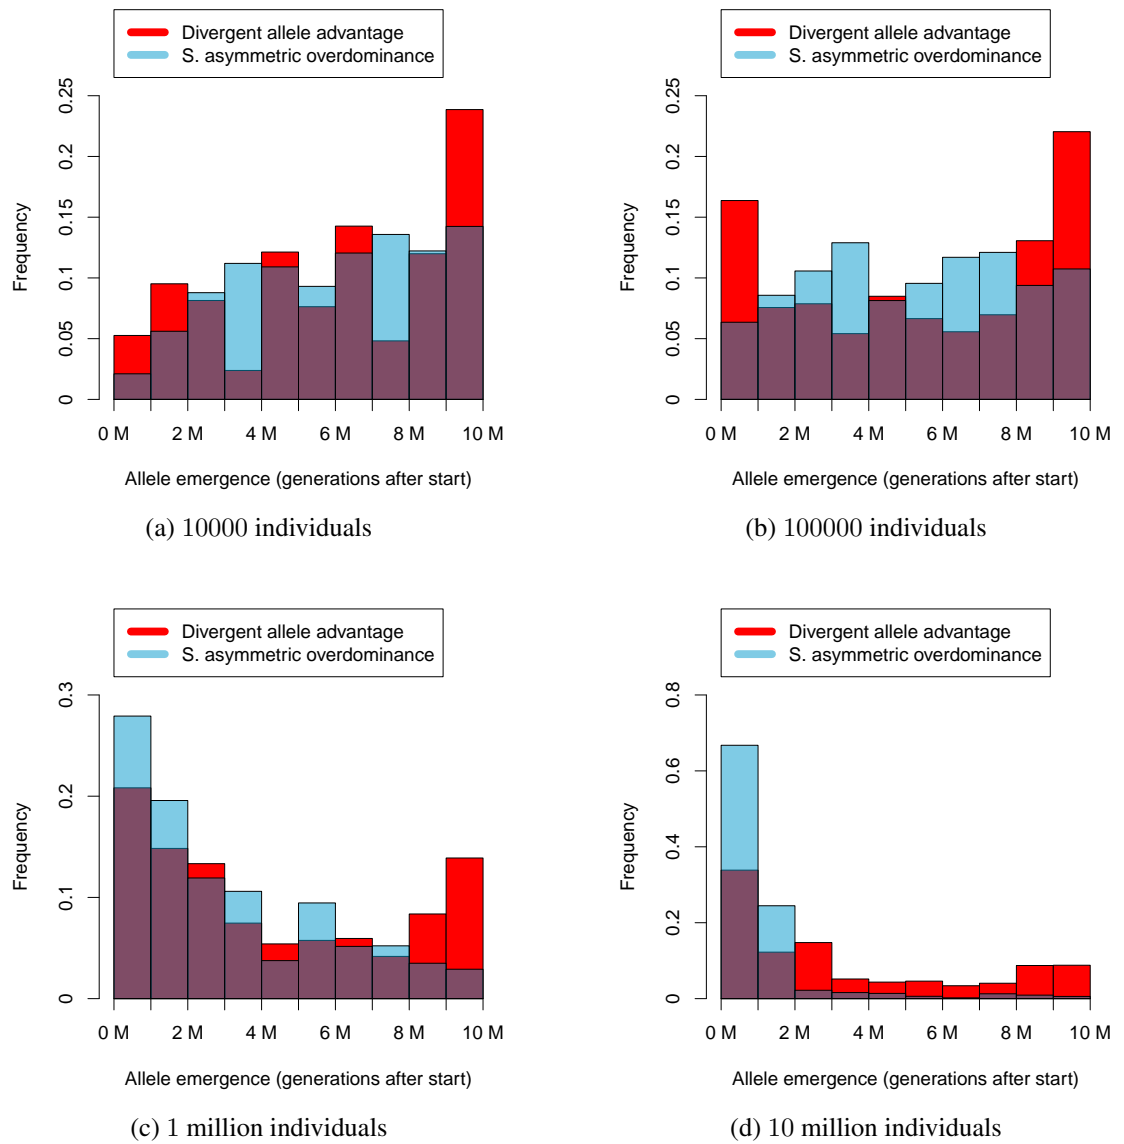 Divergent allele advantage
S. asymmetric overdominance
Frequency
0.25
0.2
0.15
0.1
0.05
0
0 M 2 M 4 M 6 M 8 M 10 M
Allele emergence (generations after start)
(a) 10000 individuals
Divergent allele advantage
S. asymmetric overdominance
Frequency
0.25
0.2
0.15
0.1
0.05
0
0 M 2 M 4 M 6 M 8 M 10 M
Allele emergence (generations after start)
(b) 100000 individuals
Divergent allele advantage
S. asymmetric overdominance
Frequency
0.3
0.2
0.1
0
0 M 2 M 4 M 6 M 8 M 10 M
Allele emergence (generations after start)
(c) 1 million individuals
Divergent allele advantage
S. asymmetric overdominance
Frequency
0.8
0.6
0.4
0.2
0
0 M 2 M 4 M 6 M 8 M 10 M
Allele emergence (generations after start)
(d) 10 million individuals